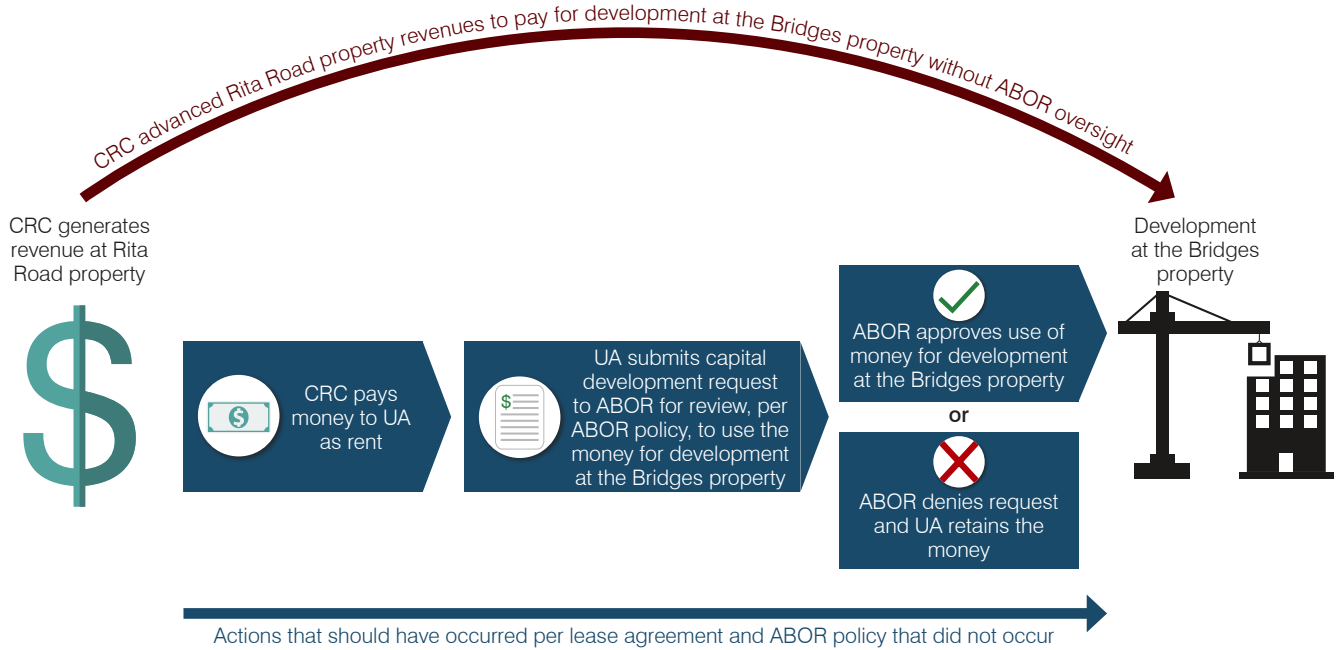 CRC advanced Rita Road property revenues to pay for development at the Bridges property without ABOR oversight
CRC generates
revenue at Rita
Road property
$
CRC pays
money to UA
as rent
$
$
UA submits capital
development request
to ABOR for review, per
ABOR policy, to use the
money for development
at the Bridges property
ABOR approves use of
money for development
at the Bridges property
or
ABOR denies request
and UA retains the
money
Development
at the Bridges
property
Actions that should have occurred per lease agreement and ABOR policy that did not occur